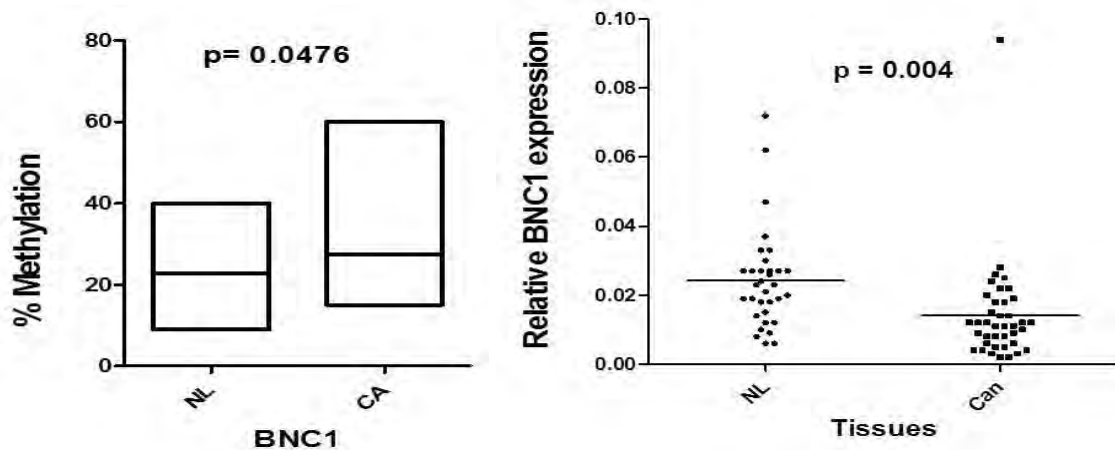 % Methylation
80
60
40
20
0
p= 0.0476
NL
CA
BNC1
Relative BNC1 expression
0.10
0.08
0.06
0.04
0.02
0.00
p = 0.004
NL
Can
Tissues